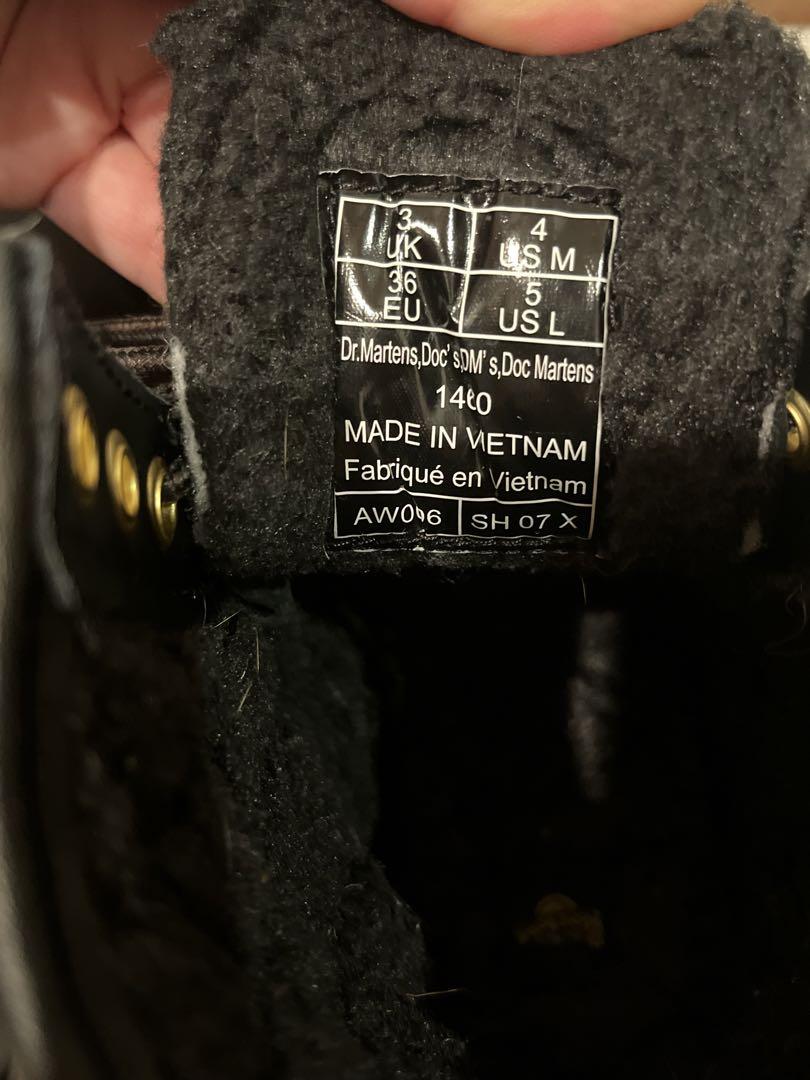 3 UK
4 US M
36 EU
5 US L
Dr.Martens,Doc's,DM's,Doc Martens
1460
MADE IN VIETNAM
Fabriqué en Vietnam
AW006 SH 07 X